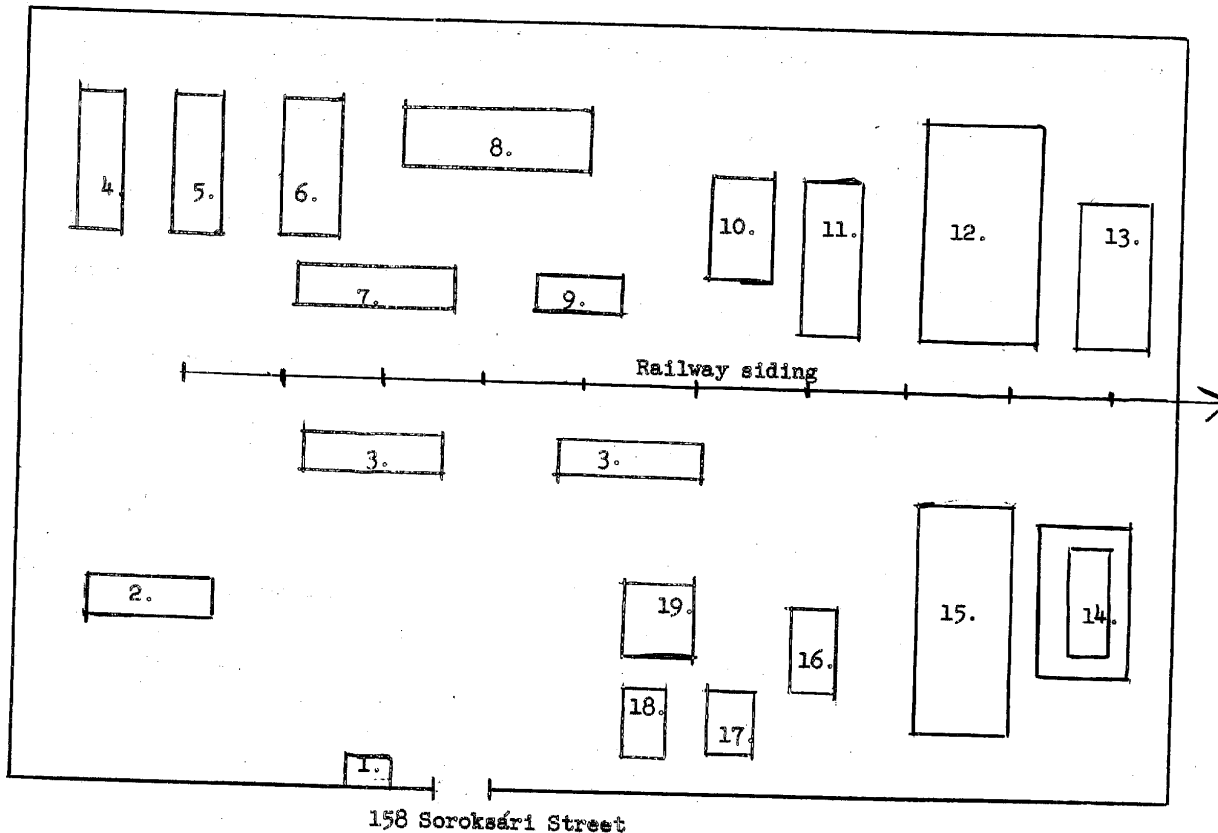 4. 5. 6. 8.
10. 11. 12. 13.
7. 9.
Railway siding
3. 3.
2. 19. 15. 14.
16.
18. 17.
1.
158 Soroksári Street